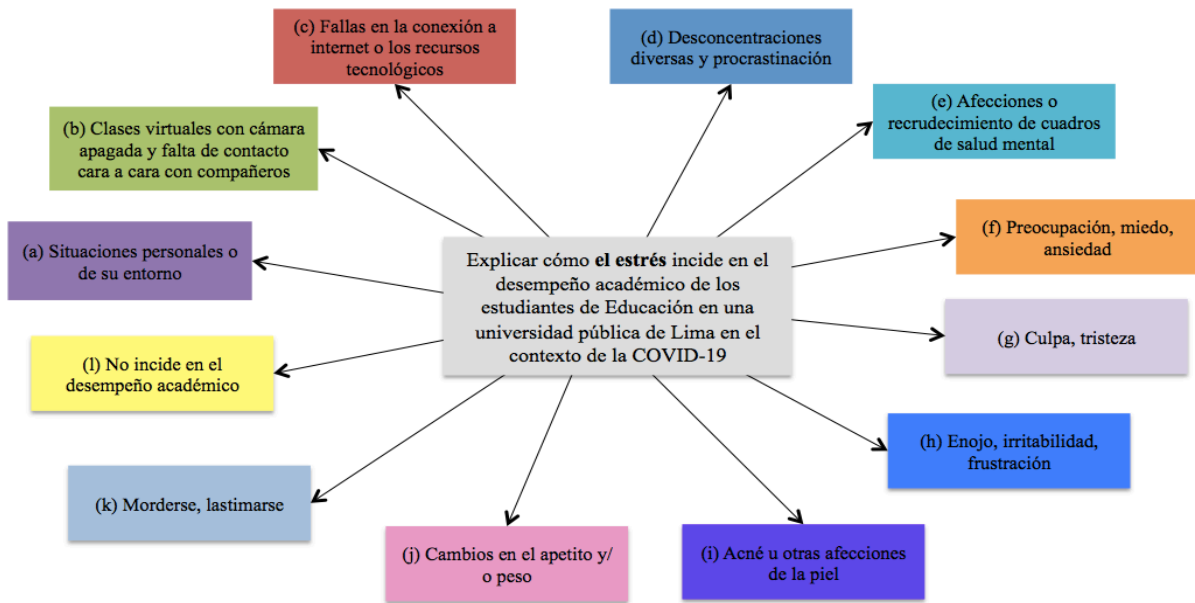 (c) Fallas en la conexión a
internet o los recursos
tecnológicos
(d) Desconcentraciones
diversas y procrastinación
(b) Clases virtuales con cámara
apagada y falta de contacto
cara a cara con compañeros
(e) Afecciones o
recrudecimiento de cuadros
de salud mental
(a) Situaciones personales o
de su entorno
Explicar cómo el estrés incide en el
desempeño académico de los
estudiantes de Educación en una
universidad pública de Lima en el
contexto de la COVID-19
(f) Preocupación, miedo,
ansiedad
(l) No incide en el
desempeño académico
(g) Culpa, tristeza
(k) Morderse, lastimarse
(h) Enojo, irritabilidad,
frustración
(j) Cambios en el apetito y/
o peso
(i) Acné u otras afecciones
de la piel